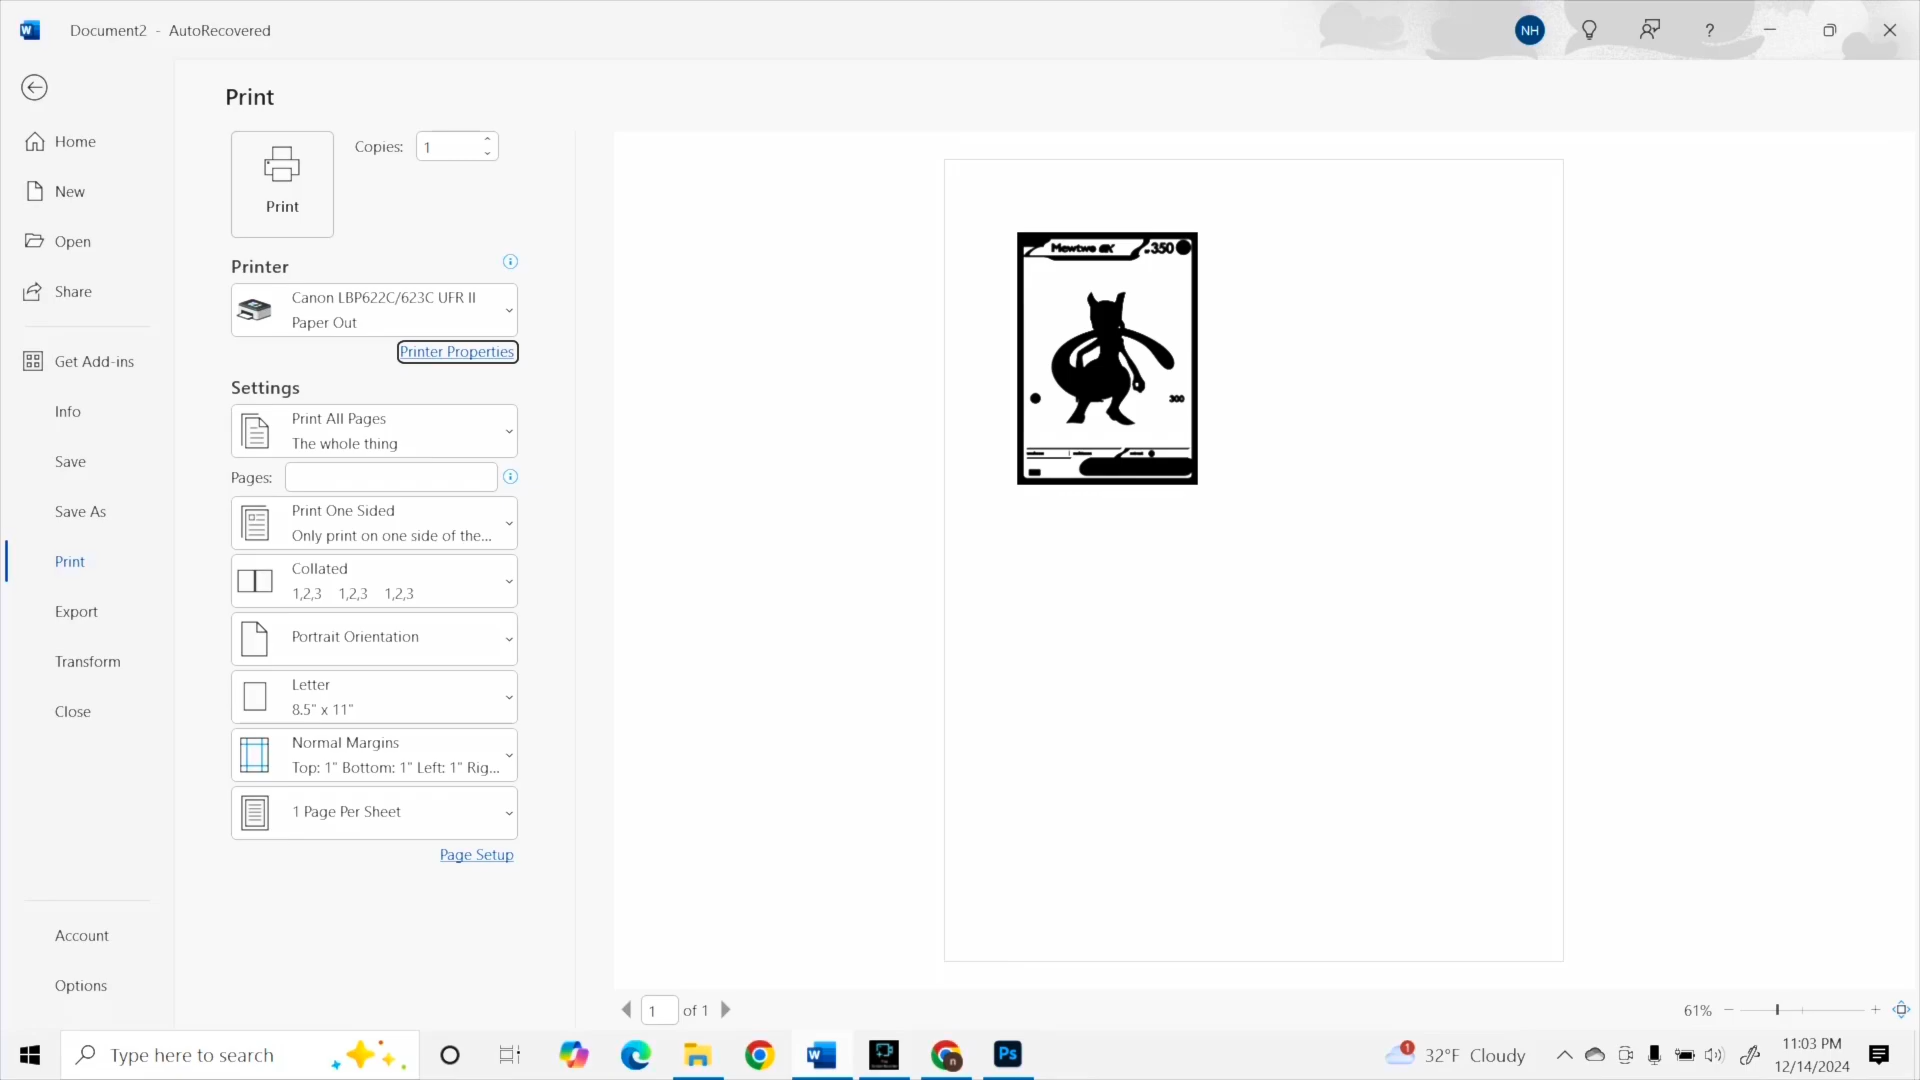 Document2 - AutoRecovered
NH
?
Print
Home
New
Open
Share
Get Add-ins
Info
Save
Save As
Print
Export
Transform
Close
Account
Options
Print
Copies: 1
Printer
Canon LBP622C/623C UFR II
Paper Out
Printer Properties
Settings
Print All Pages
The whole thing
Pages:
Print One Sided
Only print on one side of the...
Collated
1,2,3 1,2,3 1,2,3
Portrait Orientation
Letter
8.5" x 11"
Normal Margins
Top: 1" Bottom: 1" Left: 1" Rig...
1 Page Per Sheet
Page Setup
Mewtwo ex
350
300
1 of 1
61%
Type here to search
Ps
1
32°F Cloudy
11:03 PM
12/14/2024